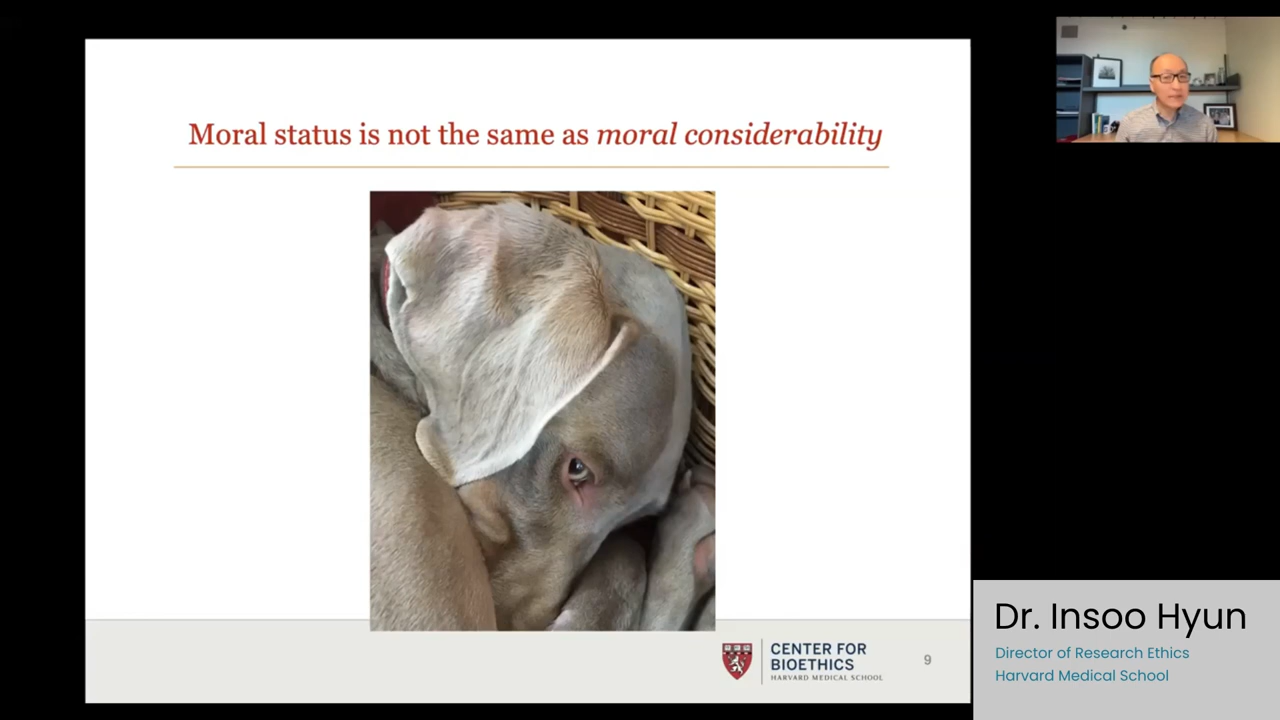 Moral status is not the same as moral considerability
CENTER FOR
BIOETHICS
HARVARD MEDICAL SCHOOL
9
Dr. Insoo Hyun
Director of Research Ethics
Harvard Medical School